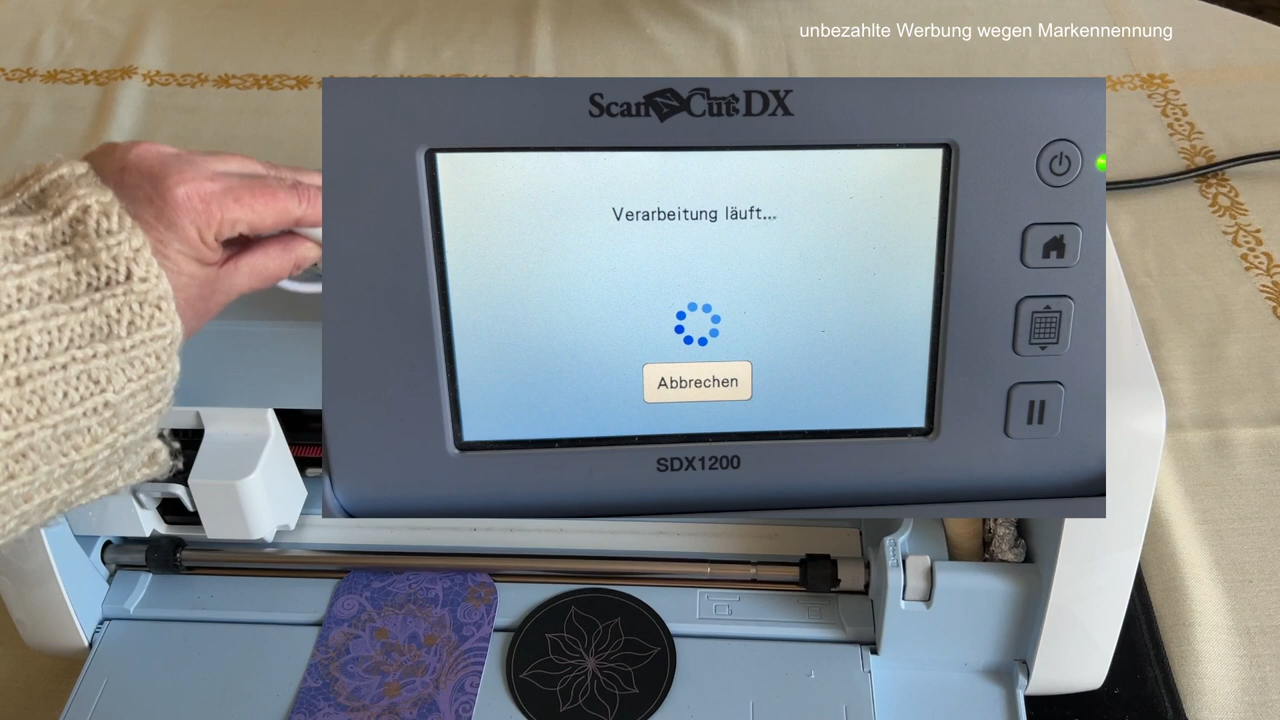 unbezahlte Werbung wegen Markennennung
ScanNCut DX
Verarbeitung läuft...
Abbrechen
SDX1200